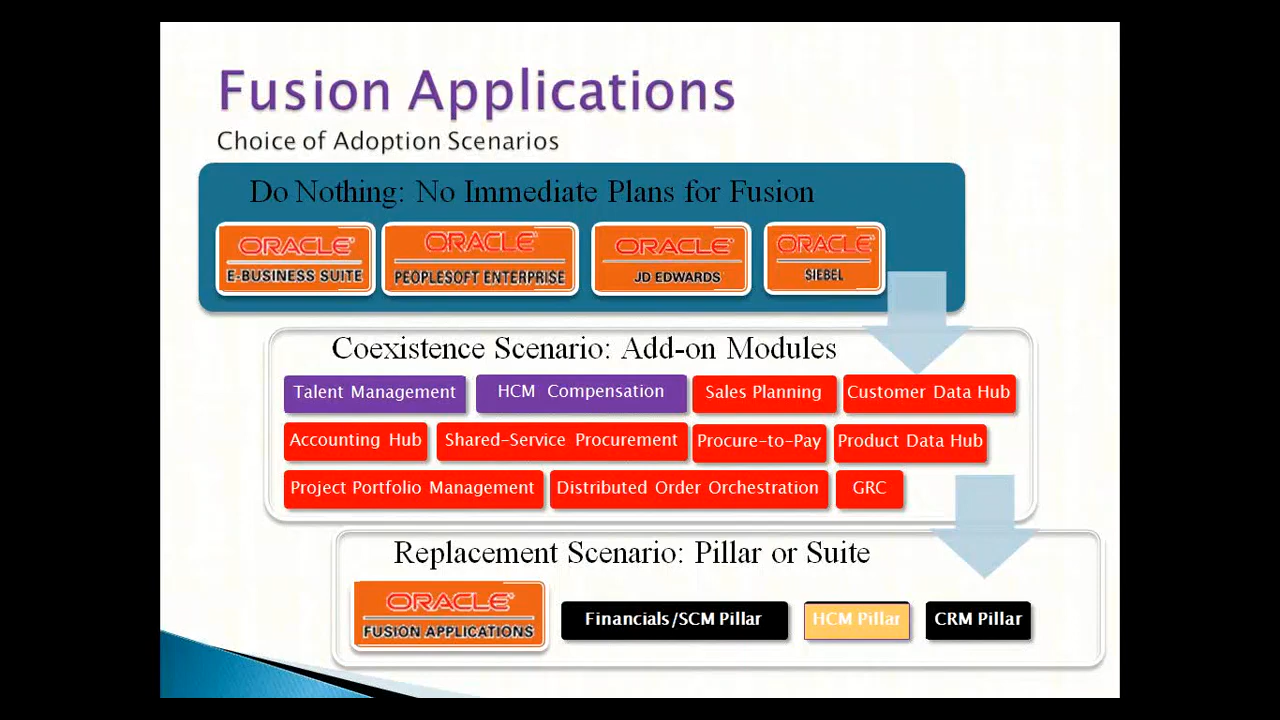 Fusion Applications
Choice of Adoption Scenarios
Do Nothing: No Immediate Plans for Fusion
ORACLE® ORACLE® ORACLE® ORACLE®
E-BUSINESS SUITE PEOPLESOFT ENTERPRISE JD EDWARDS SIEBEL
Coexistence Scenario: Add-on Modules
Talent Management HCM Compensation Sales Planning Customer Data Hub
Accounting Hub Shared-Service Procurement Procure-to-Pay Product Data Hub
Project Portfolio Management Distributed Order Orchestration GRC
Replacement Scenario: Pillar or Suite
ORACLE®
FUSION APPLICATIONS Financials/SCM Pillar HCM Pillar CRM Pillar